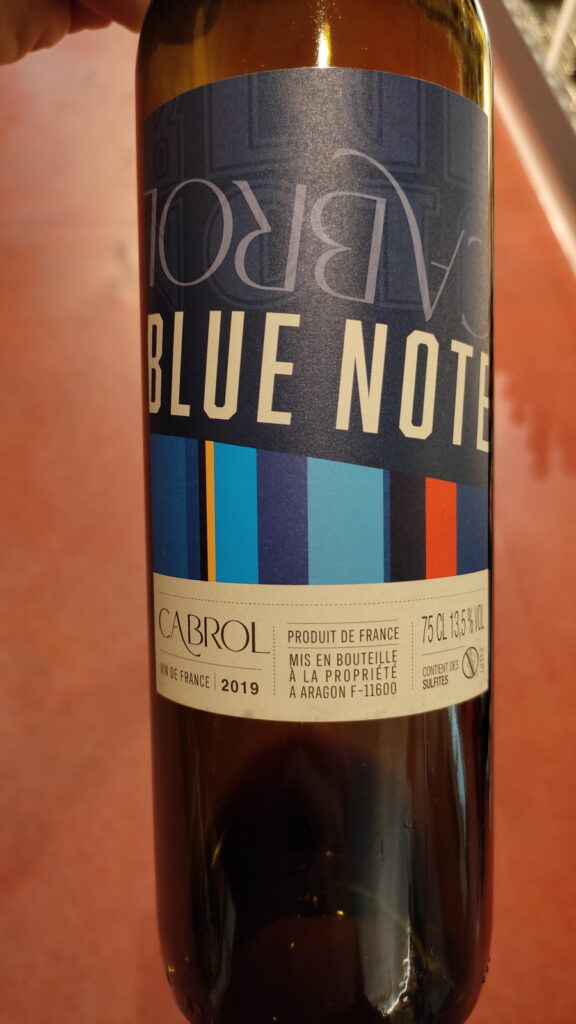 CABROL
BLUE NOTE
CABROL
VIN DE FRANCE | 2019
PRODUIT DE FRANCE
MIS EN BOUTEILLE
À LA PROPRIÉTÉ
A ARAGON F-11600
75 CL 13,5 % VOL
CONTIENT DES
SULFITES